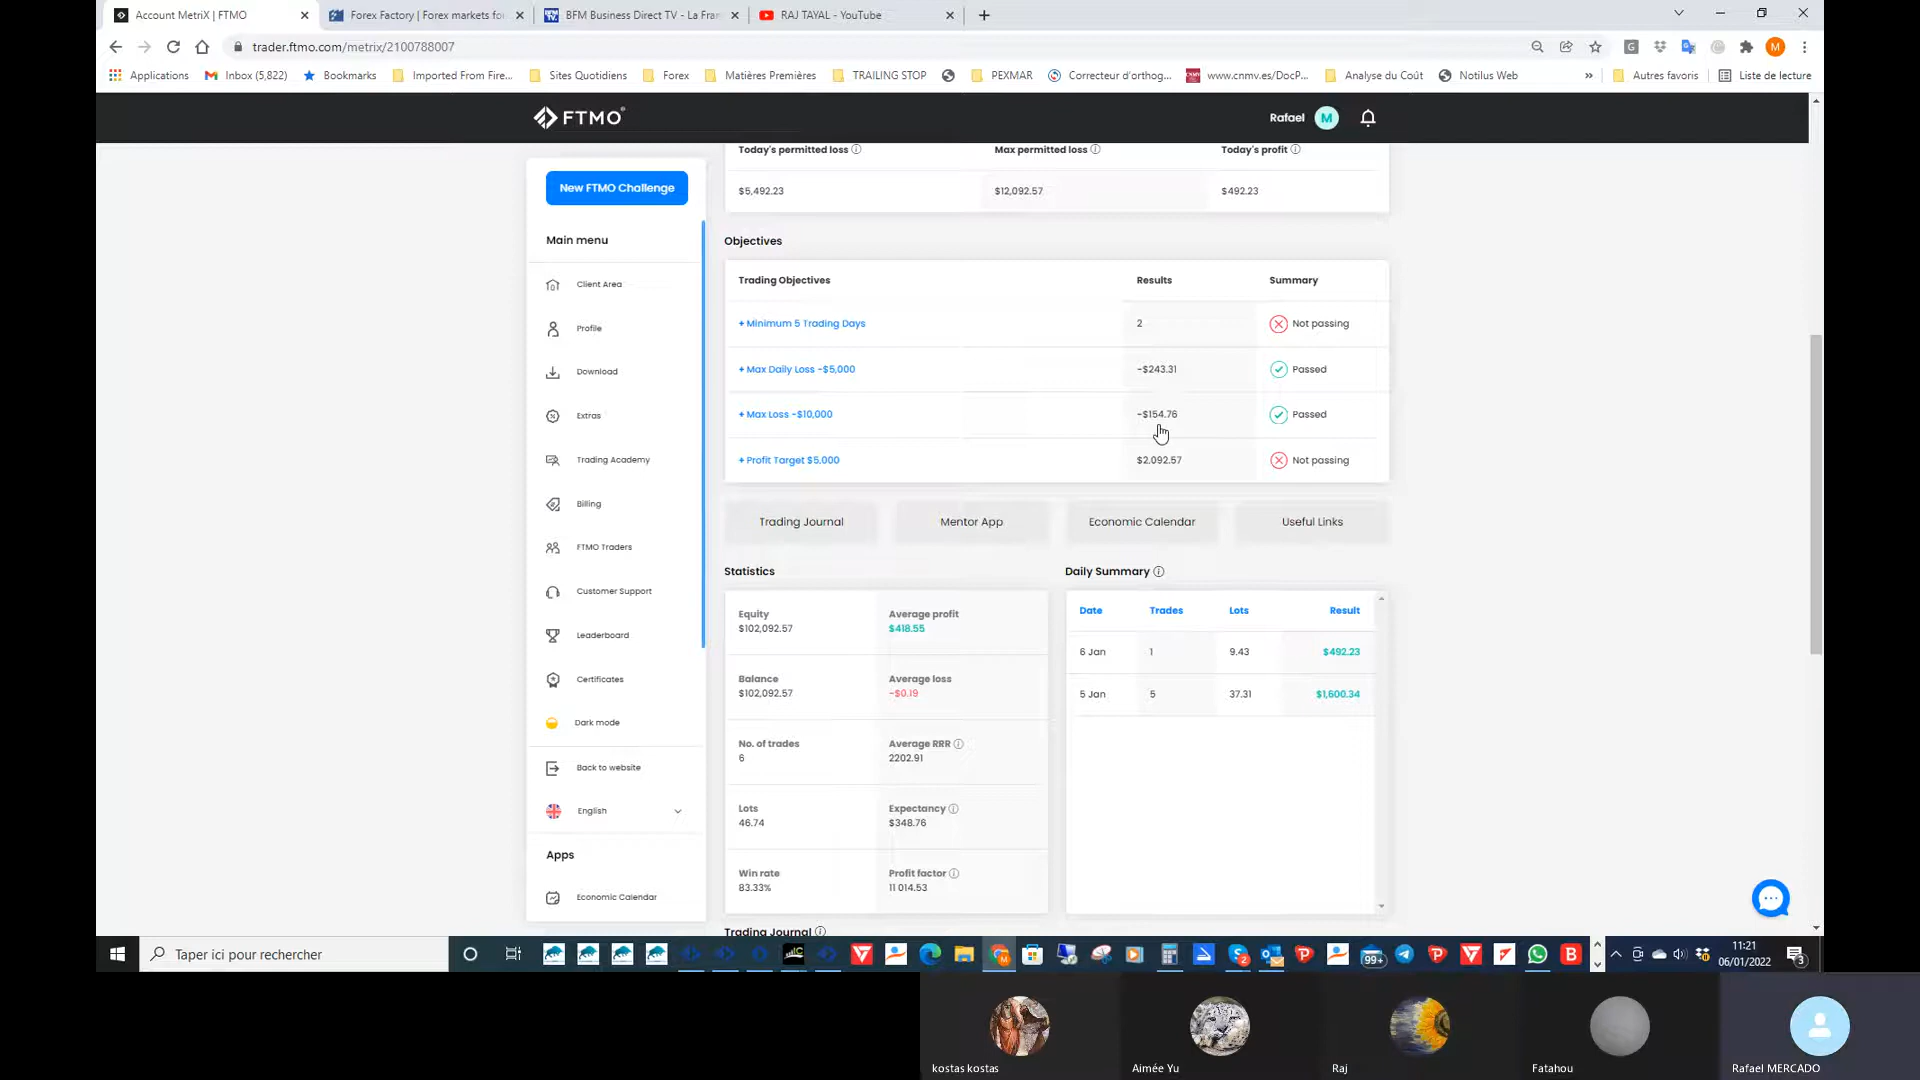 Account MetriX | FTMO
Forex Factory | Forex markets fo
BFM Business Direct TV - La Fran
RAJ TAYAL - YouTube
trader.ftmo.com/metrix/2100788007
Applications
Inbox (5,822)
Bookmarks
Imported From Fire...
Sites Quotidiens
Forex
Matières Premières
TRAILING STOP
PEXMAR
Correcteur d'orthog...
www.cnmv.es/DocP...
Analyse du Coût
Notilus Web
»
Autres favoris
Liste de lecture
FTMO
Rafael M
New FTMO Challenge
Main menu
Client Area
Profile
Download
Extras
Trading Academy
Billing
FTMO Traders
Customer Support
Leaderboard
Certificates
Dark mode
Back to website
English
Apps
Economic Calendar
Today's permitted loss Max permitted loss Today's profit
$5,492.23 $12,092.57 $492.23
Objectives
Trading Objectives Results Summary
+ Minimum 5 Trading Days 2 Not passing
+ Max Daily Loss -$5,000 -$243.31 Passed
+ Max Loss -$10,000 -$154.76 Passed
+ Profit Target $5,000 $2,092.57 Not passing
Trading Journal Mentor App Economic Calendar Useful Links
Statistics
Equity Average profit
$102,092.57 $418.55
Balance Average loss
$102,092.57 -$0.19
No. of trades Average RRR
6 2202.91
Lots Expectancy
46.74 $348.76
Win rate Profit factor
83.33% 11 014.53
Daily Summary
Date Trades Lots Result
6 Jan 1 9.43 $492.23
5 Jan 5 37.31 $1,600.34
Trading Journal
Taper ici pour rechercher
99+
11:21
06/01/2022
3
kostas kostas
Aimée Yu
Raj
Fatahou
Rafael MERCADO